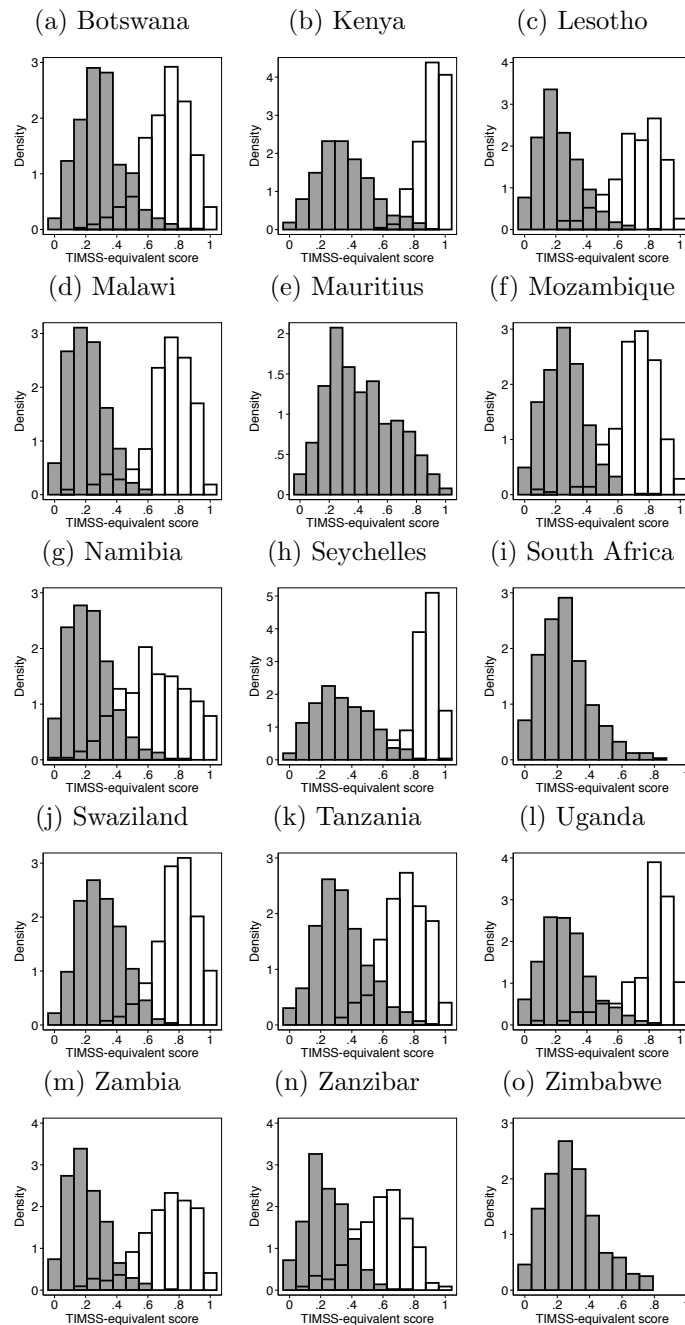 (a) Botswana
3
2
1
0
Density
0 .2 .4 .6 .8 1
TIMSS-equivalent score
(b) Kenya
4
3
2
1
0
Density
0 .2 .4 .6 .8 1
TIMSS-equivalent score
(c) Lesotho
4
3
2
1
0
Density
0 .2 .4 .6 .8 1
TIMSS-equivalent score
(d) Malawi
3
2
1
0
Density
0 .2 .4 .6 .8 1
TIMSS-equivalent score
(e) Mauritius
2
1.5
1
.5
0
Density
0 .2 .4 .6 .8 1
TIMSS-equivalent score
(f) Mozambique
3
2
1
0
Density
0 .2 .4 .6 .8 1
TIMSS-equivalent score
(g) Namibia
3
2
1
0
Density
0 .2 .4 .6 .8 1
TIMSS-equivalent score
(h) Seychelles
5
4
3
2
1
0
Density
0 .2 .4 .6 .8 1
TIMSS-equivalent score
(i) South Africa
3
2
1
0
Density
0 .2 .4 .6 .8 1
TIMSS-equivalent score
(j) Swaziland
3
2
1
0
Density
0 .2 .4 .6 .8 1
TIMSS-equivalent score
(k) Tanzania
3
2
1
0
Density
0 .2 .4 .6 .8 1
TIMSS-equivalent score
(l) Uganda
4
3
2
1
0
Density
0 .2 .4 .6 .8 1
TIMSS-equivalent score
(m) Zambia
4
3
2
1
0
Density
0 .2 .4 .6 .8 1
TIMSS-equivalent score
(n) Zanzibar
4
3
2
1
0
Density
0 .2 .4 .6 .8 1
TIMSS-equivalent score
(o) Zimbabwe
3
2
1
0
Density
0 .2 .4 .6 .8 1
TIMSS-equivalent score